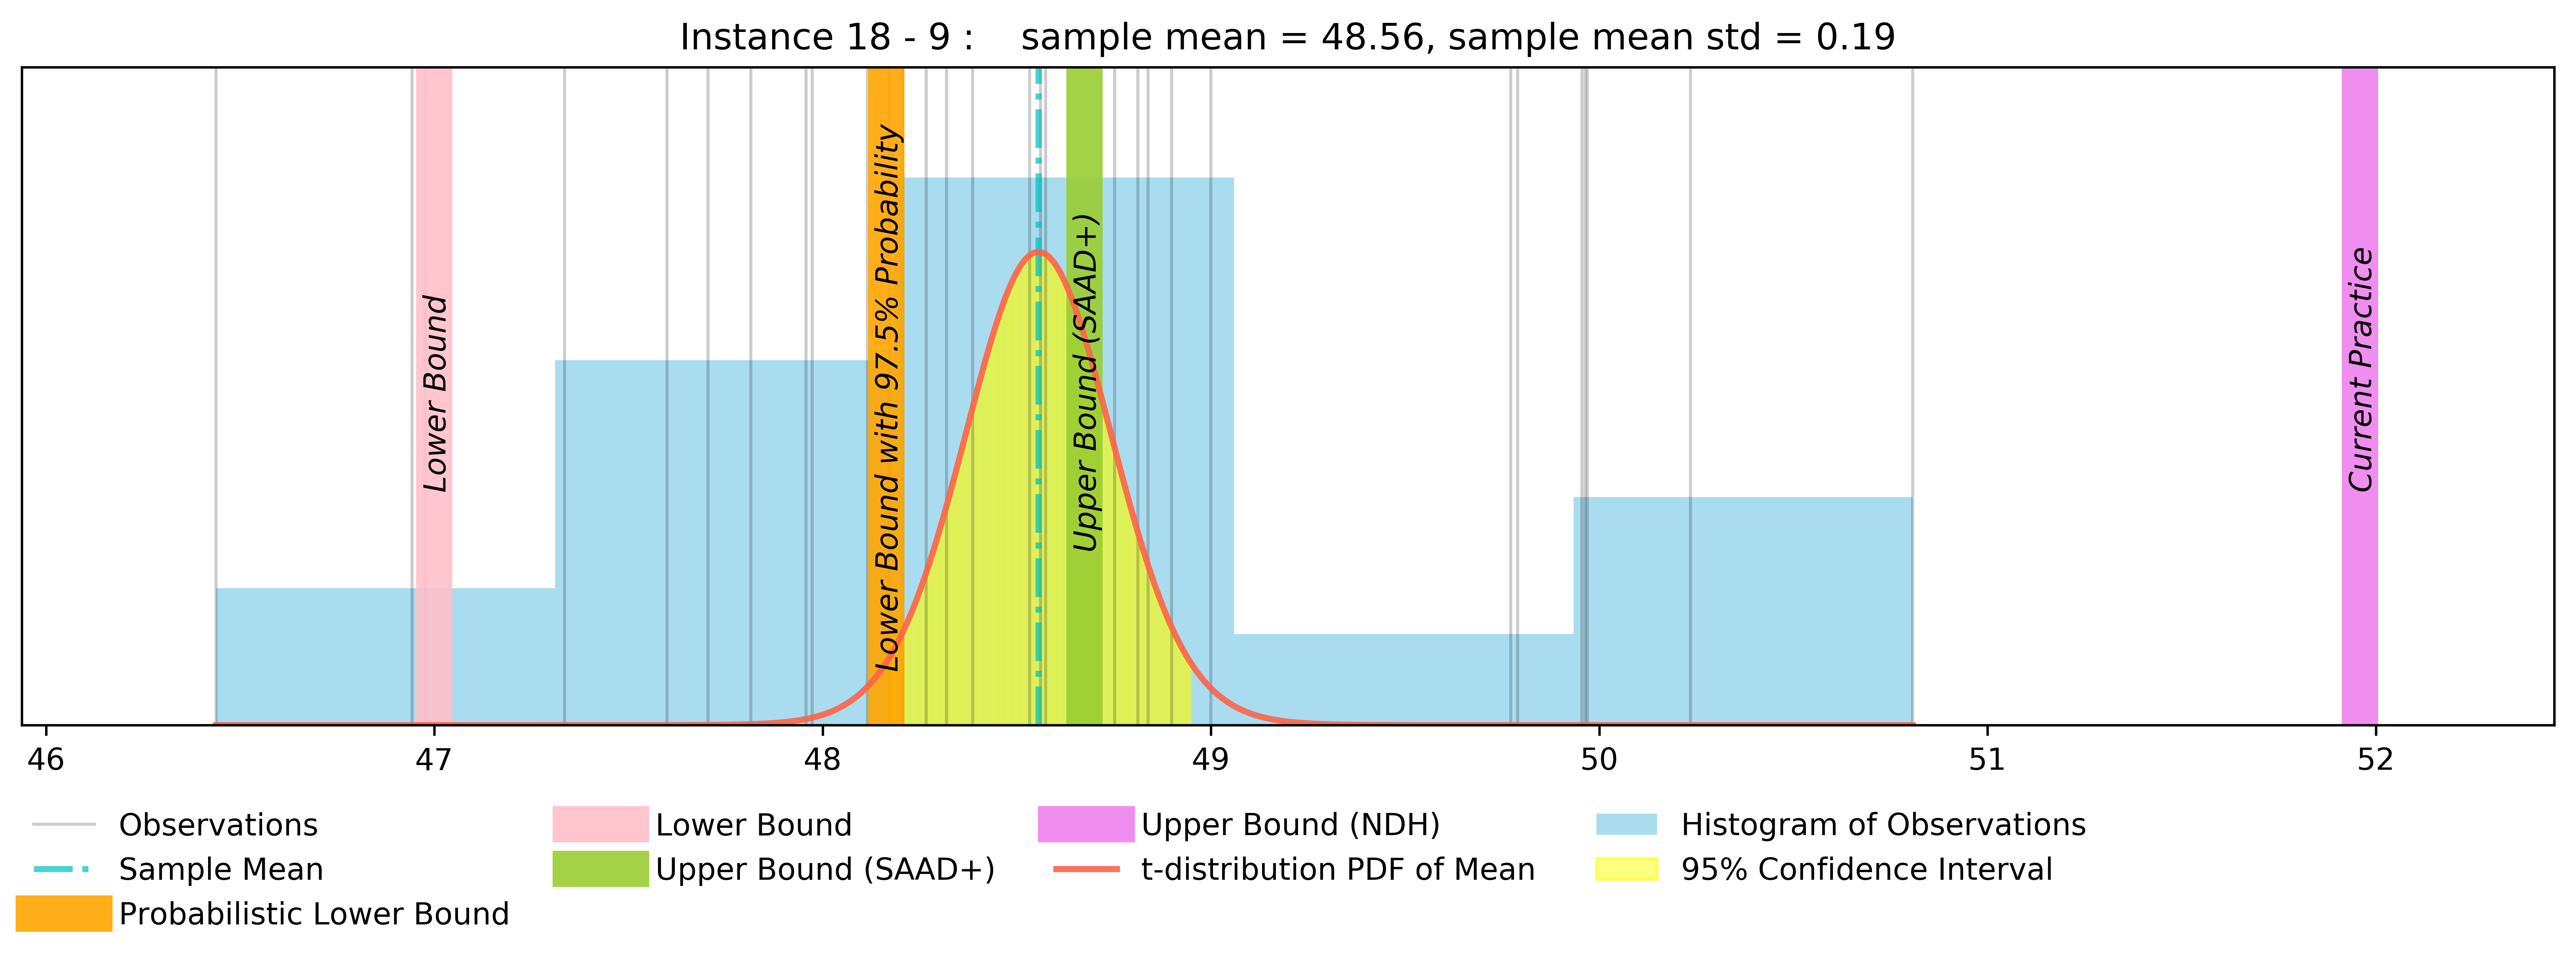 Instance 18 - 9 :    sample mean = 48.56, sample mean std = 0.19
Lower Bound
Lower Bound with 97.5% Probability
Upper Bound (SAAD+)
Current Practice
46 47 48 49 50 51 52
Observations
Sample Mean
Probabilistic Lower Bound
Lower Bound
Upper Bound (SAAD+)
Upper Bound (NDH)
t-distribution PDF of Mean
Histogram of Observations
95% Confidence Interval